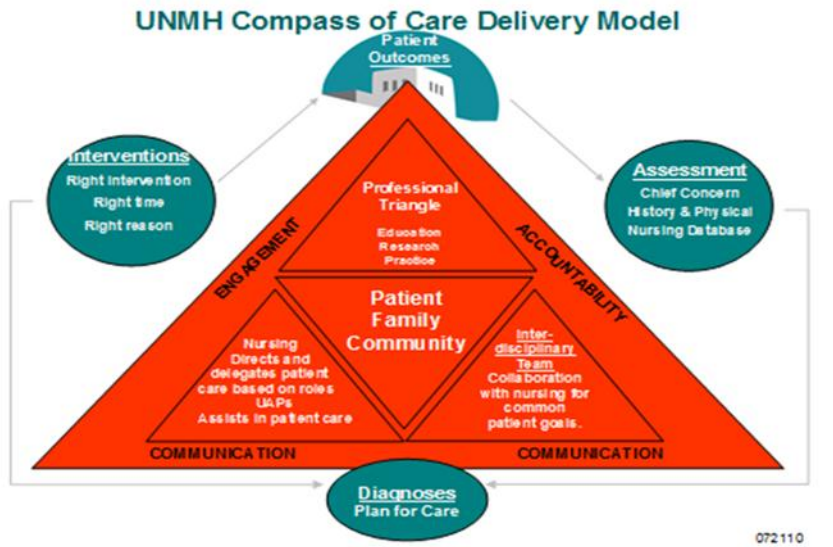 UNMH Compass of Care Delivery Model
Patient
Outcomes
Interventions
Right Intervention
Right time
Right reason
Assessment
Chief Concern
History & Physical
Nursing Database
Professional
Triangle
Education
Research
Practice
ENGAGEMENT
ACCOUNTABILITY
Patient
Family
Community
Nursing
Directs and
delegates patient
care based on roles
UAPs
Assists in patient care
Inter-
disciplinary
Team
Collaboration
with nursing for
common
patient goals.
COMMUNICATION
COMMUNICATION
Diagnoses
Plan for Care
072110